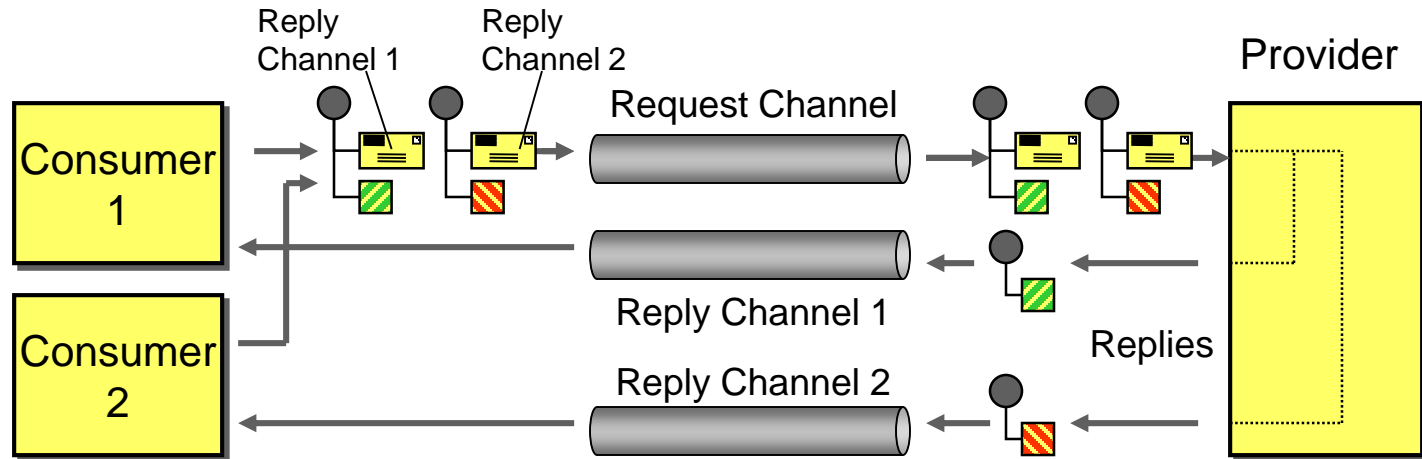 Reply
Channel 1
Reply
Channel 2
Provider
Request Channel
Consumer
1
Reply Channel 1
Consumer
2
Replies
Reply Channel 2